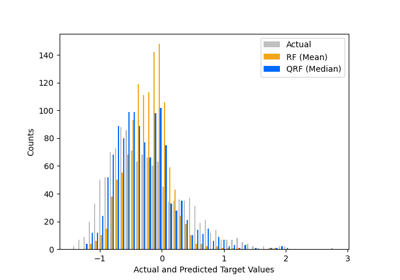 Actual
RF (Mean)
QRF (Median)
140
120
100
80
60
40
20
0
Counts
−1
0
1
2
3
Actual and Predicted Target Values